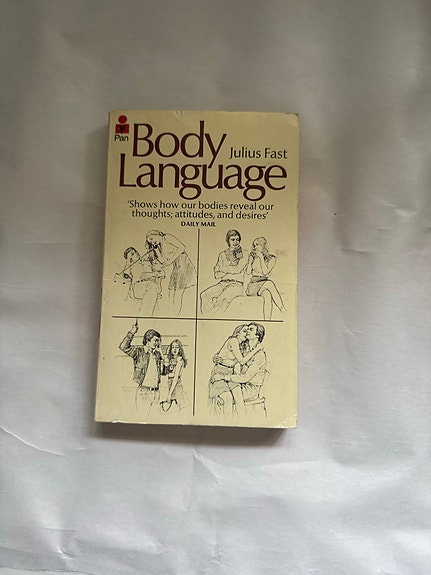 Pan
Body
Julius Fast
Language
'Shows how our bodies reveal our
thoughts; attitudes, and desires'
DAILY MAIL